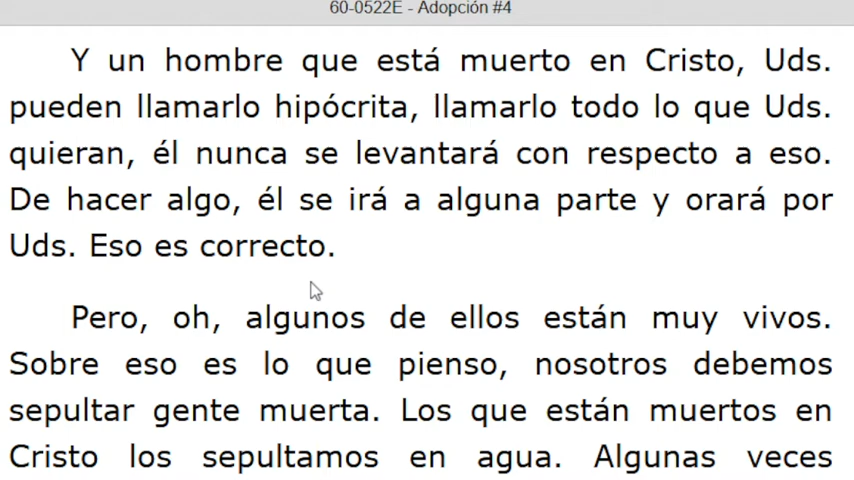 60-0522E - Adopción #4
Y un hombre que está muerto en Cristo, Uds.
pueden llamarlo hipócrita, llamarlo todo lo que Uds.
quieran, él nunca se levantará con respecto a eso.
De hacer algo, él se irá a alguna parte y orará por
Uds. Eso es correcto.
Pero, oh, algunos de ellos están muy vivos.
Sobre eso es lo que pienso, nosotros debemos
sepultar gente muerta. Los que están muertos en
Cristo los sepultamos en agua. Algunas veces